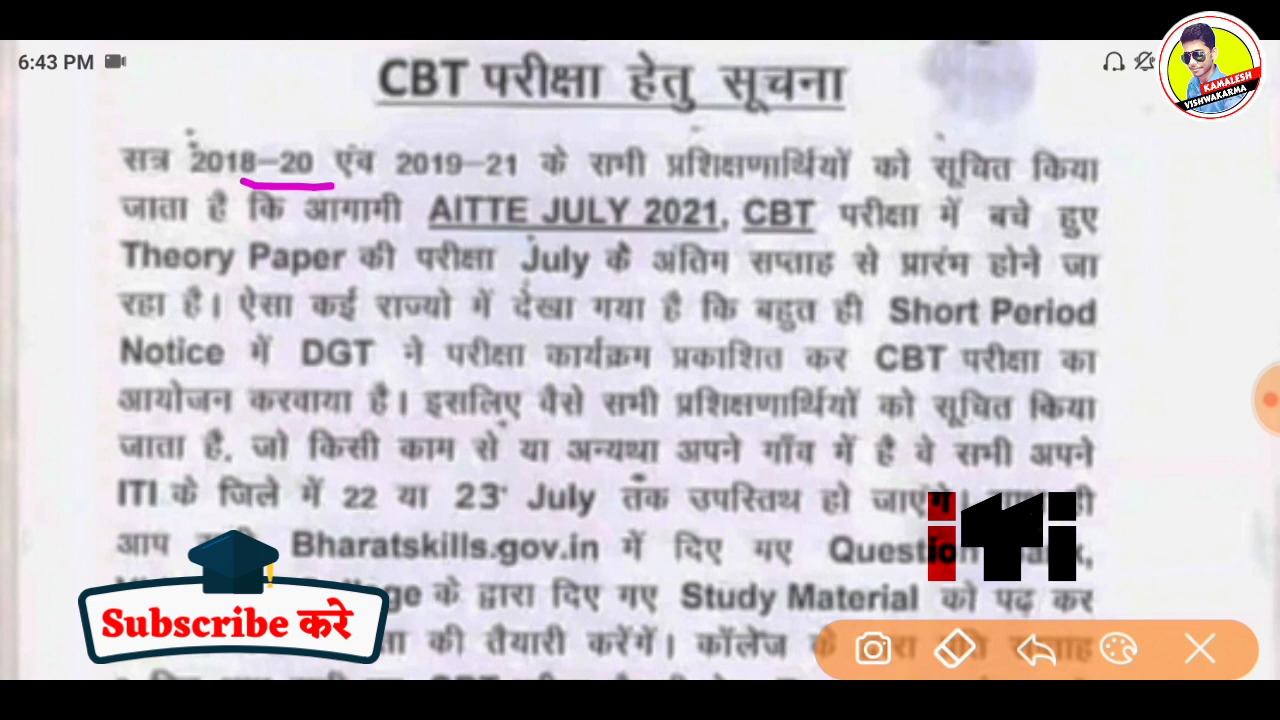 6:43 PM
KAMALESH
VISHWAKARMA
CBT परीक्षा हेतु सूचना
सत्र 2018–20 एंव 2019–21 के सभी प्रशिक्षणार्थियों को सूचित किया
जाता है कि आगामी AITTE JULY 2021, CBT परीक्षा में बचे हुए
Theory Paper की परीक्षा July के अंतिम सप्ताह से प्रारंभ होने जा
रहा है। ऐसा कई राज्यो में देखा गया है कि बहुत ही Short Period
Notice में DGT ने परीक्षा कार्यक्रम प्रकाशित कर CBT परीक्षा का
आयोजन करवाया है। इसलिए वैसे सभी प्रशिक्षणार्थियों को सूचित किया
जाता है, जो किसी काम से या अन्यथा अपने गाँव में है वे सभी अपने
ITI के जिले में 22 या 23 July तक उपस्तिथ हो जाएंगे। ही
आप Bharatskills.gov.in में दिए गए Question
के द्वारा दिए गए Study Material को पढ़ कर
की तैयारी करेंगें। कॉलेज
iTi
Subscribe करे